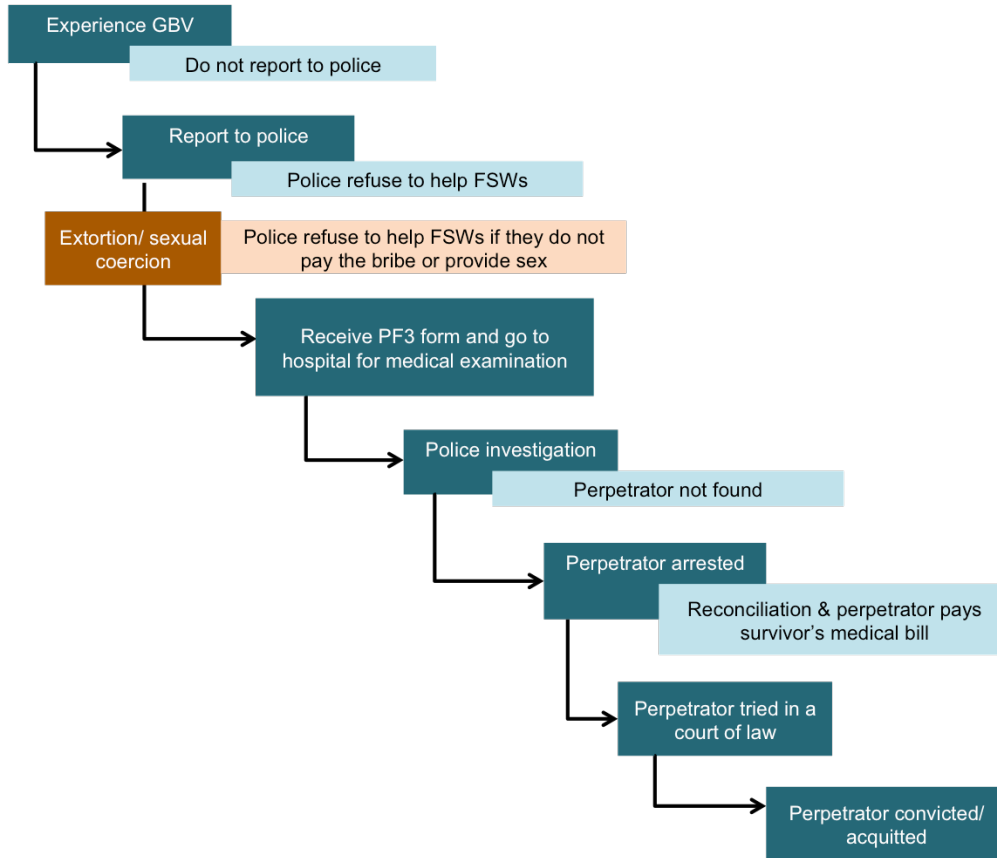 Experience GBV
Do not report to police
Report to police
Police refuse to help FSWs
Extortion/ sexual
coercion
Police refuse to help FSWs if they do not
pay the bribe or provide sex
Receive PF3 form and go to
hospital for medical examination
Police investigation
Perpetrator not found
Perpetrator arrested
Reconciliation & perpetrator pays
survivor’s medical bill
Perpetrator tried in a
court of law
Perpetrator convicted/
acquitted